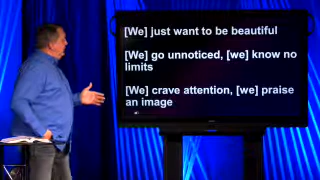 [We] just want to be beautiful
[We] go unnoticed, [we] know no
limits
[We] crave attention, [we] praise
an image